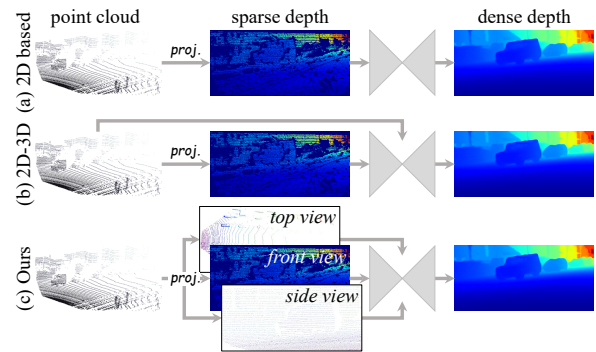 point cloud sparse depth dense depth
(a) 2D based
proj.
(b) 2D-3D
proj.
(c) Ours
proj.
top view
front view
side view